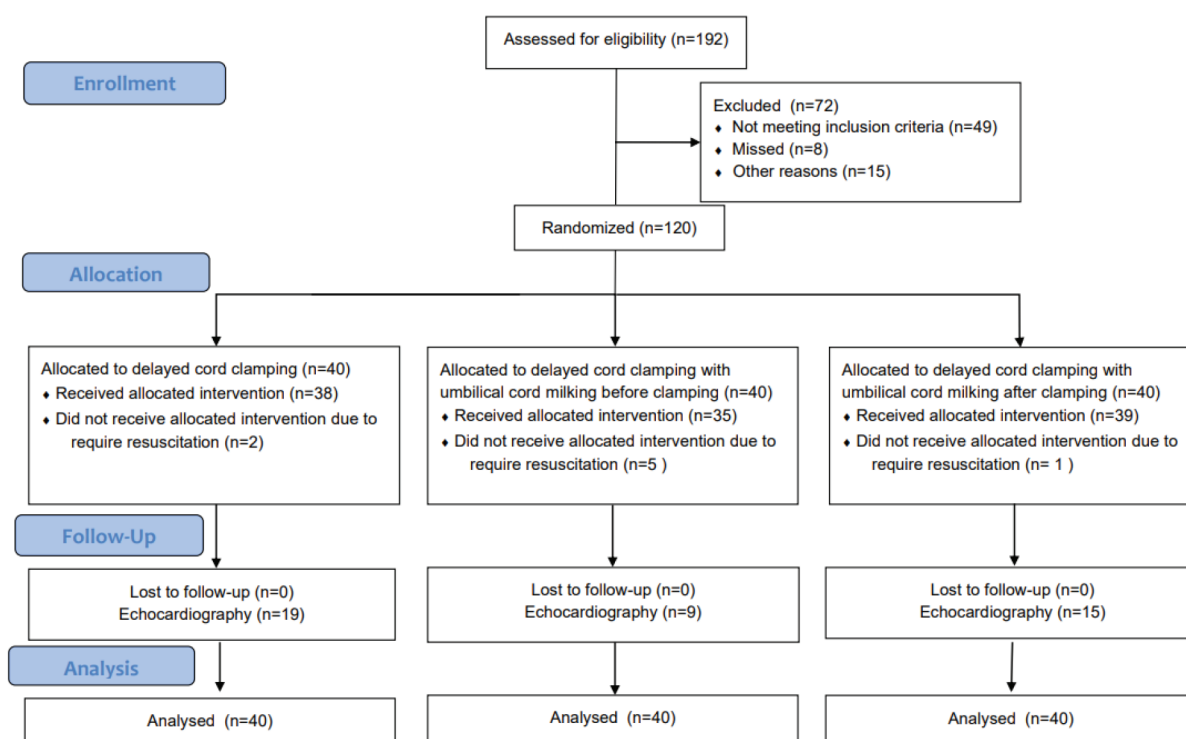 Assessed for eligibility (n=192)
Enrollment
Excluded (n=72)
♦ Not meeting inclusion criteria (n=49)
♦ Missed (n=8)
♦ Other reasons (n=15)
Randomized (n=120)
Allocation
Allocated to delayed cord clamping (n=40)
♦ Received allocated intervention (n=38)
♦ Did not receive allocated intervention due to
require resuscitation (n=2)
Allocated to delayed cord clamping with
umbilical cord milking before clamping (n=40)
♦ Received allocated intervention (n=35)
♦ Did not receive allocated intervention due to
require resuscitation (n=5 )
Allocated to delayed cord clamping with
umbilical cord milking after clamping (n=40)
♦ Received allocated intervention (n=39)
♦ Did not receive allocated intervention due to
require resuscitation (n= 1 )
Follow-Up
Lost to follow-up (n=0)
Echocardiography (n=19)
Lost to follow-up (n=0)
Echocardiography (n=9)
Lost to follow-up (n=0)
Echocardiography (n=15)
Analysis
Analysed (n=40)
Analysed (n=40)
Analysed (n=40)